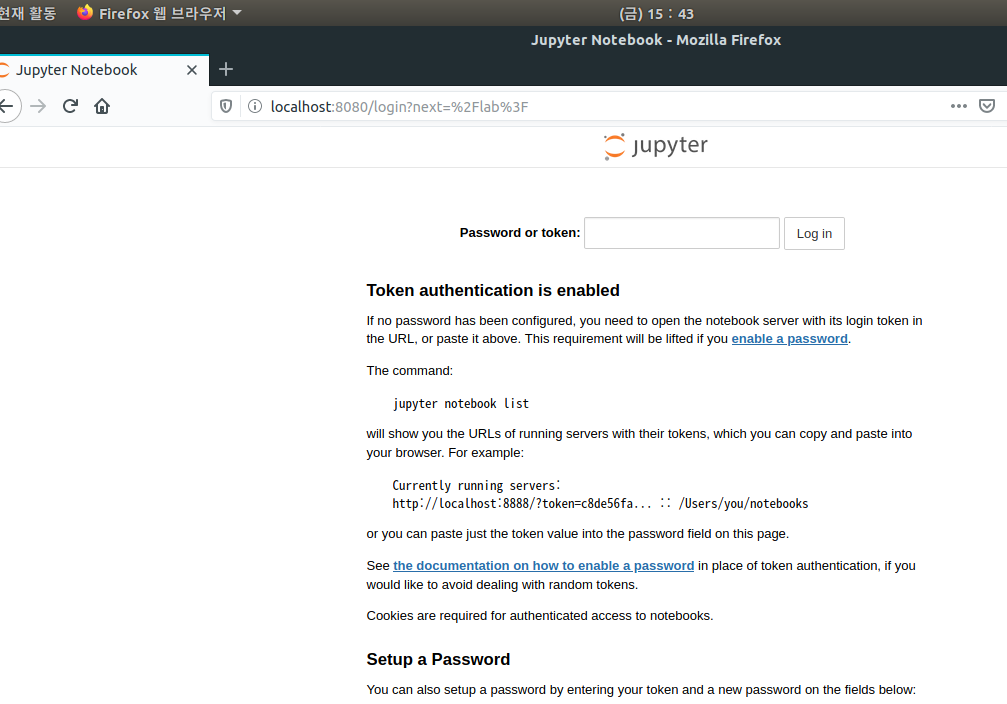 현재 활동 Firefox 웹 브라우저 (금) 15 : 43
Jupyter Notebook - Mozilla Firefox
Jupyter Notebook
localhost:8080/login?next=%2Flab%3F
jupyter
Password or token: Log in
Token authentication is enabled
If no password has been configured, you need to open the notebook server with its login token in
the URL, or paste it above. This requirement will be lifted if you enable a password.
The command:
jupyter notebook list
will show you the URLs of running servers with their tokens, which you can copy and paste into
your browser. For example:
Currently running servers:
http://localhost:8888/?token=c8de56fa... :: /Users/you/notebooks
or you can paste just the token value into the password field on this page.
See the documentation on how to enable a password in place of token authentication, if you
would like to avoid dealing with random tokens.
Cookies are required for authenticated access to notebooks.
Setup a Password
You can also setup a password by entering your token and a new password on the fields below: